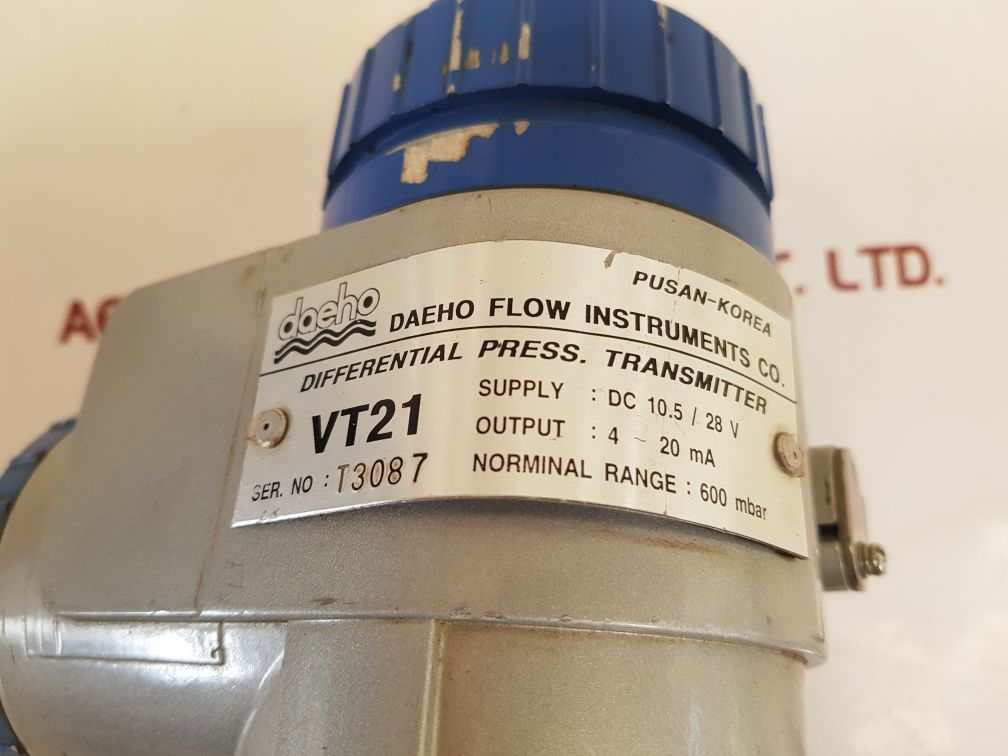 PUSAN-KOREA
daeho DAEHO FLOW INSTRUMENTS CO.
DIFFERENTIAL PRESS. TRANSMITTER
VT21
SUPPLY : DC 10.5 / 28 V
OUTPUT : 4 ~ 20 mA
SER. NO : T3087
NORMINAL RANGE : 600 mbar
LTD.